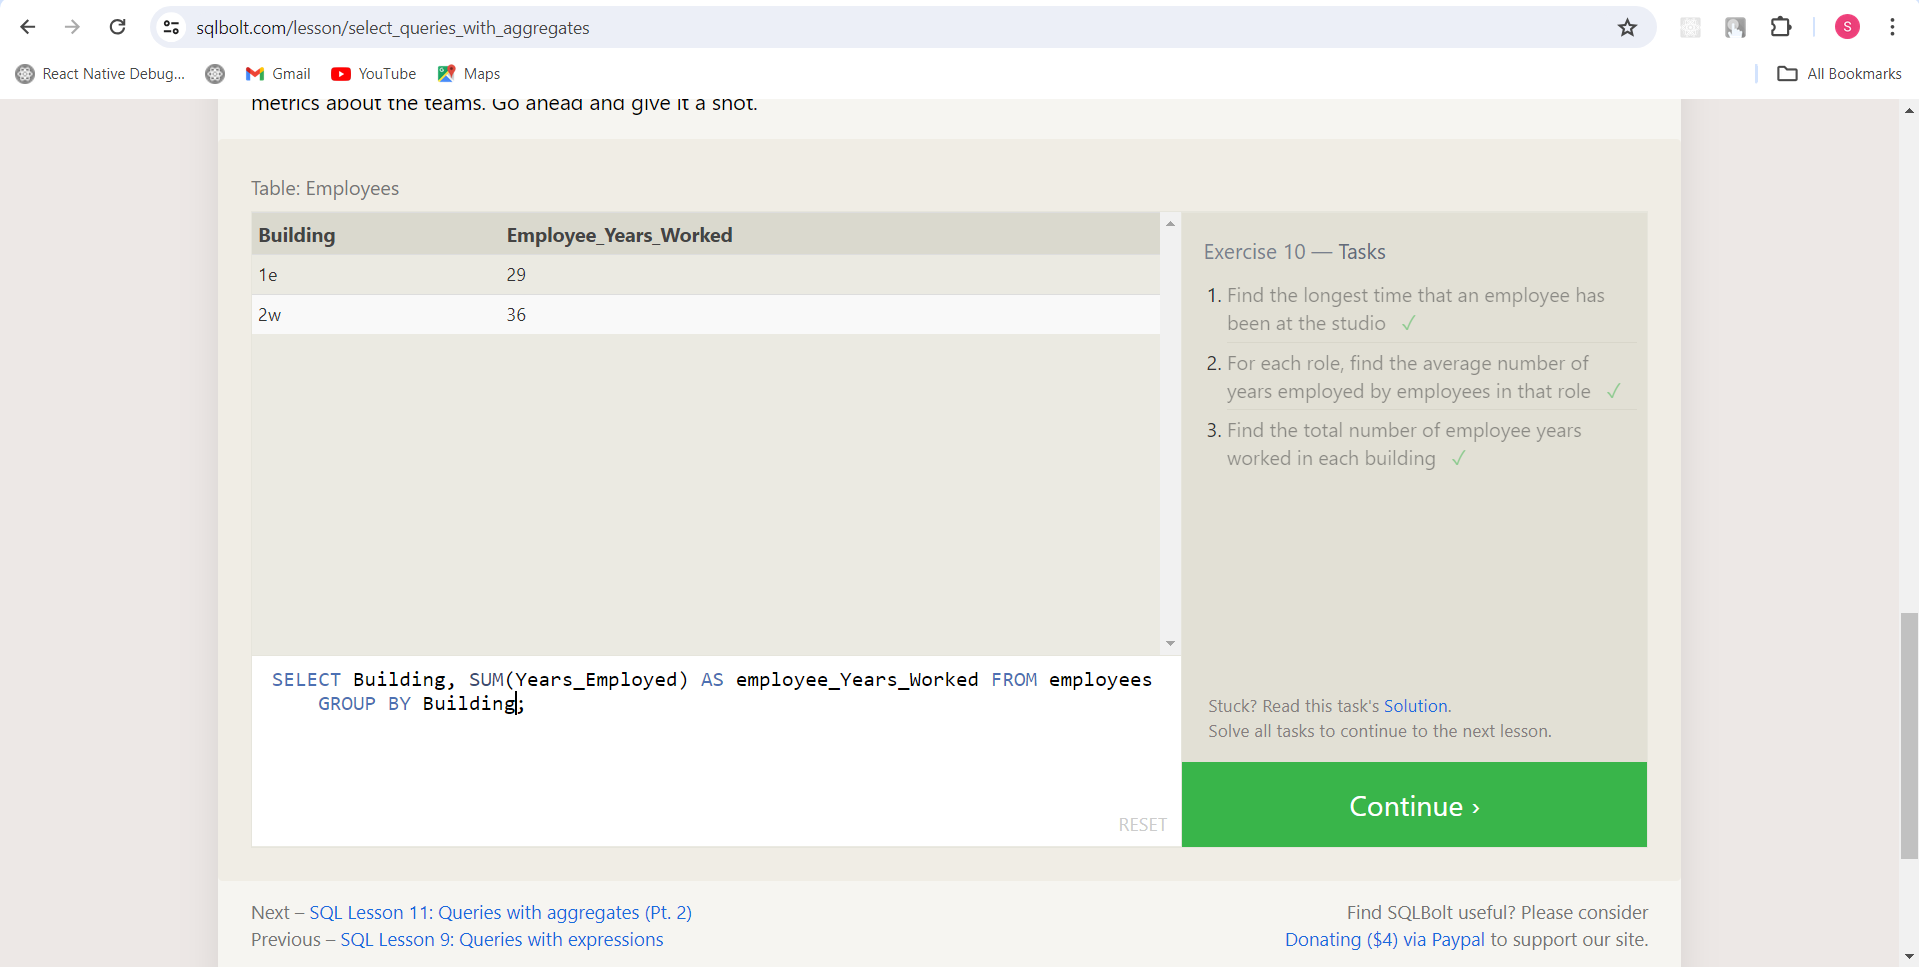 sqlbolt.com/lesson/select_queries_with_aggregates
S
React Native Debug...
Gmail
YouTube
Maps
All Bookmarks
metrics about the teams. Go ahead and give it a shot.
Table: Employees
Building Employee_Years_Worked
1e 29
2w 36
SELECT Building, SUM(Years_Employed) AS employee_Years_Worked FROM employees
GROUP BY Building;
RESET
Exercise 10 — Tasks
1. Find the longest time that an employee has
been at the studio ✓
2. For each role, find the average number of
years employed by employees in that role ✓
3. Find the total number of employee years
worked in each building ✓
Stuck? Read this task's Solution.
Solve all tasks to continue to the next lesson.
Continue ›
Next – SQL Lesson 11: Queries with aggregates (Pt. 2)
Previous – SQL Lesson 9: Queries with expressions
Find SQLBolt useful? Please consider
Donating ($4) via Paypal to support our site.